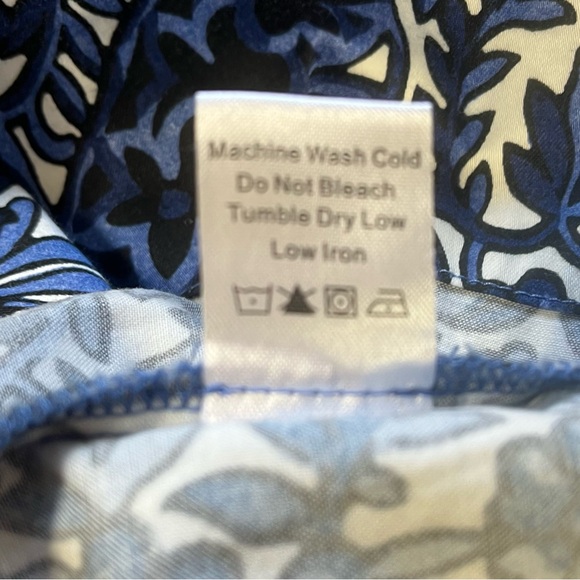 Machine Wash Cold
Do Not Bleach
Tumble Dry Low
Low Iron